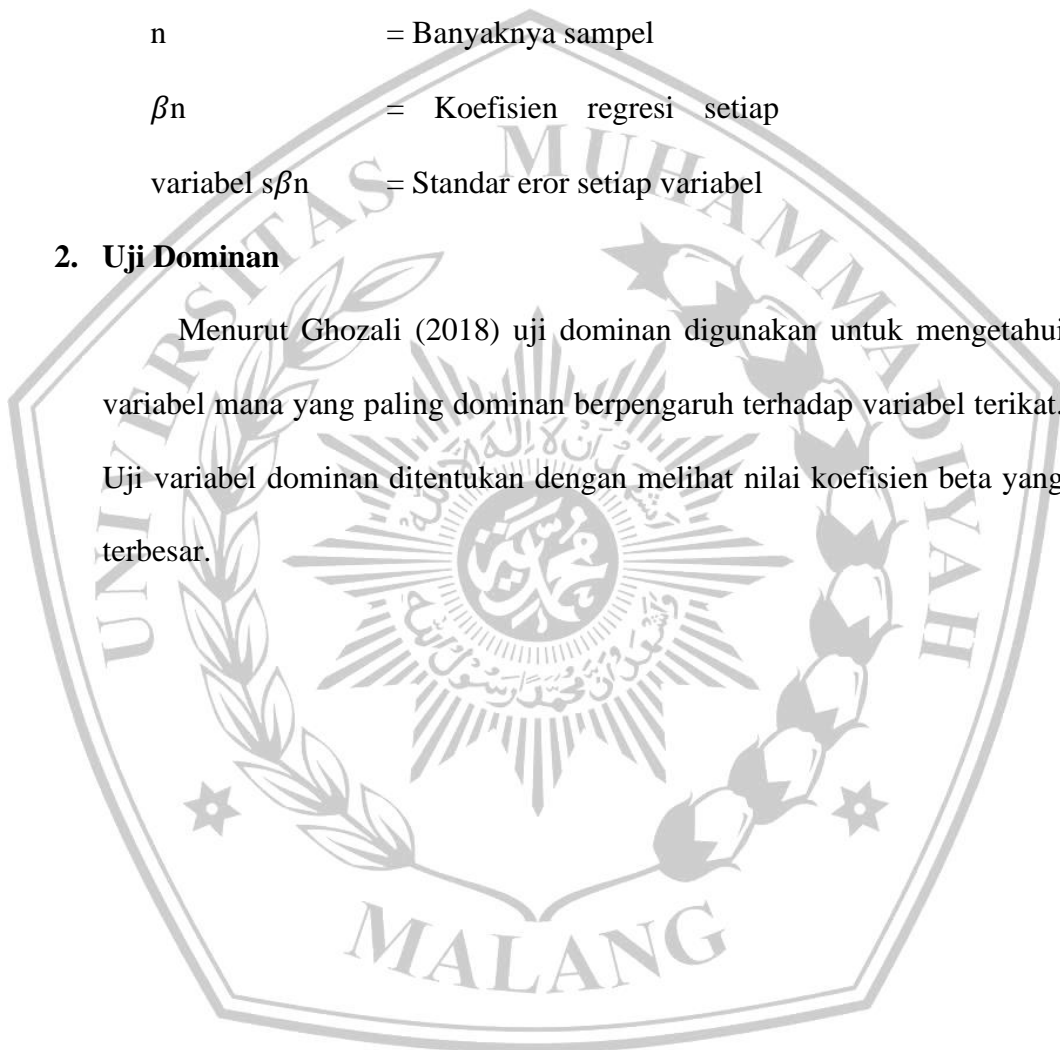 n = Banyaknya sampel
𝛽n = Koefisien regresi setiap
variabel s𝛽n = Standar eror setiap variabel
2. Uji Dominan
Menurut Ghozali (2018) uji dominan digunakan untuk mengetahui
variabel mana yang paling dominan berpengaruh terhadap variabel terikat.
Uji variabel dominan ditentukan dengan melihat nilai koefisien beta yang
terbesar.
UNIVERSITAS MUHAMMADIYAH
MALANG